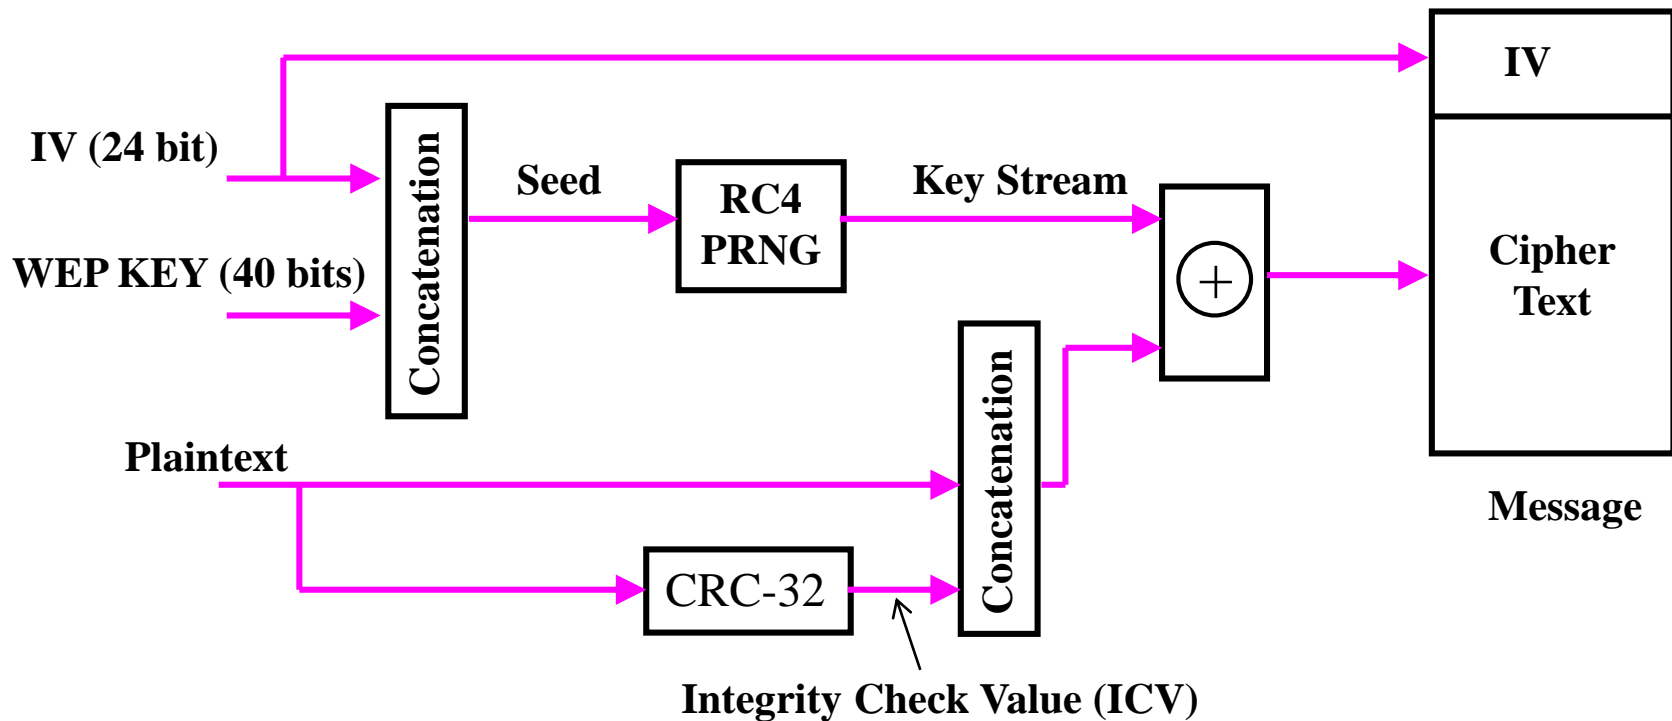 IV
IV (24 bit)
Concatenation
Seed
RC4
PRNG
Key Stream
WEP KEY (40 bits)
+
Cipher
Text
Concatenation
Plaintext
Message
CRC-32
Integrity Check Value (ICV)